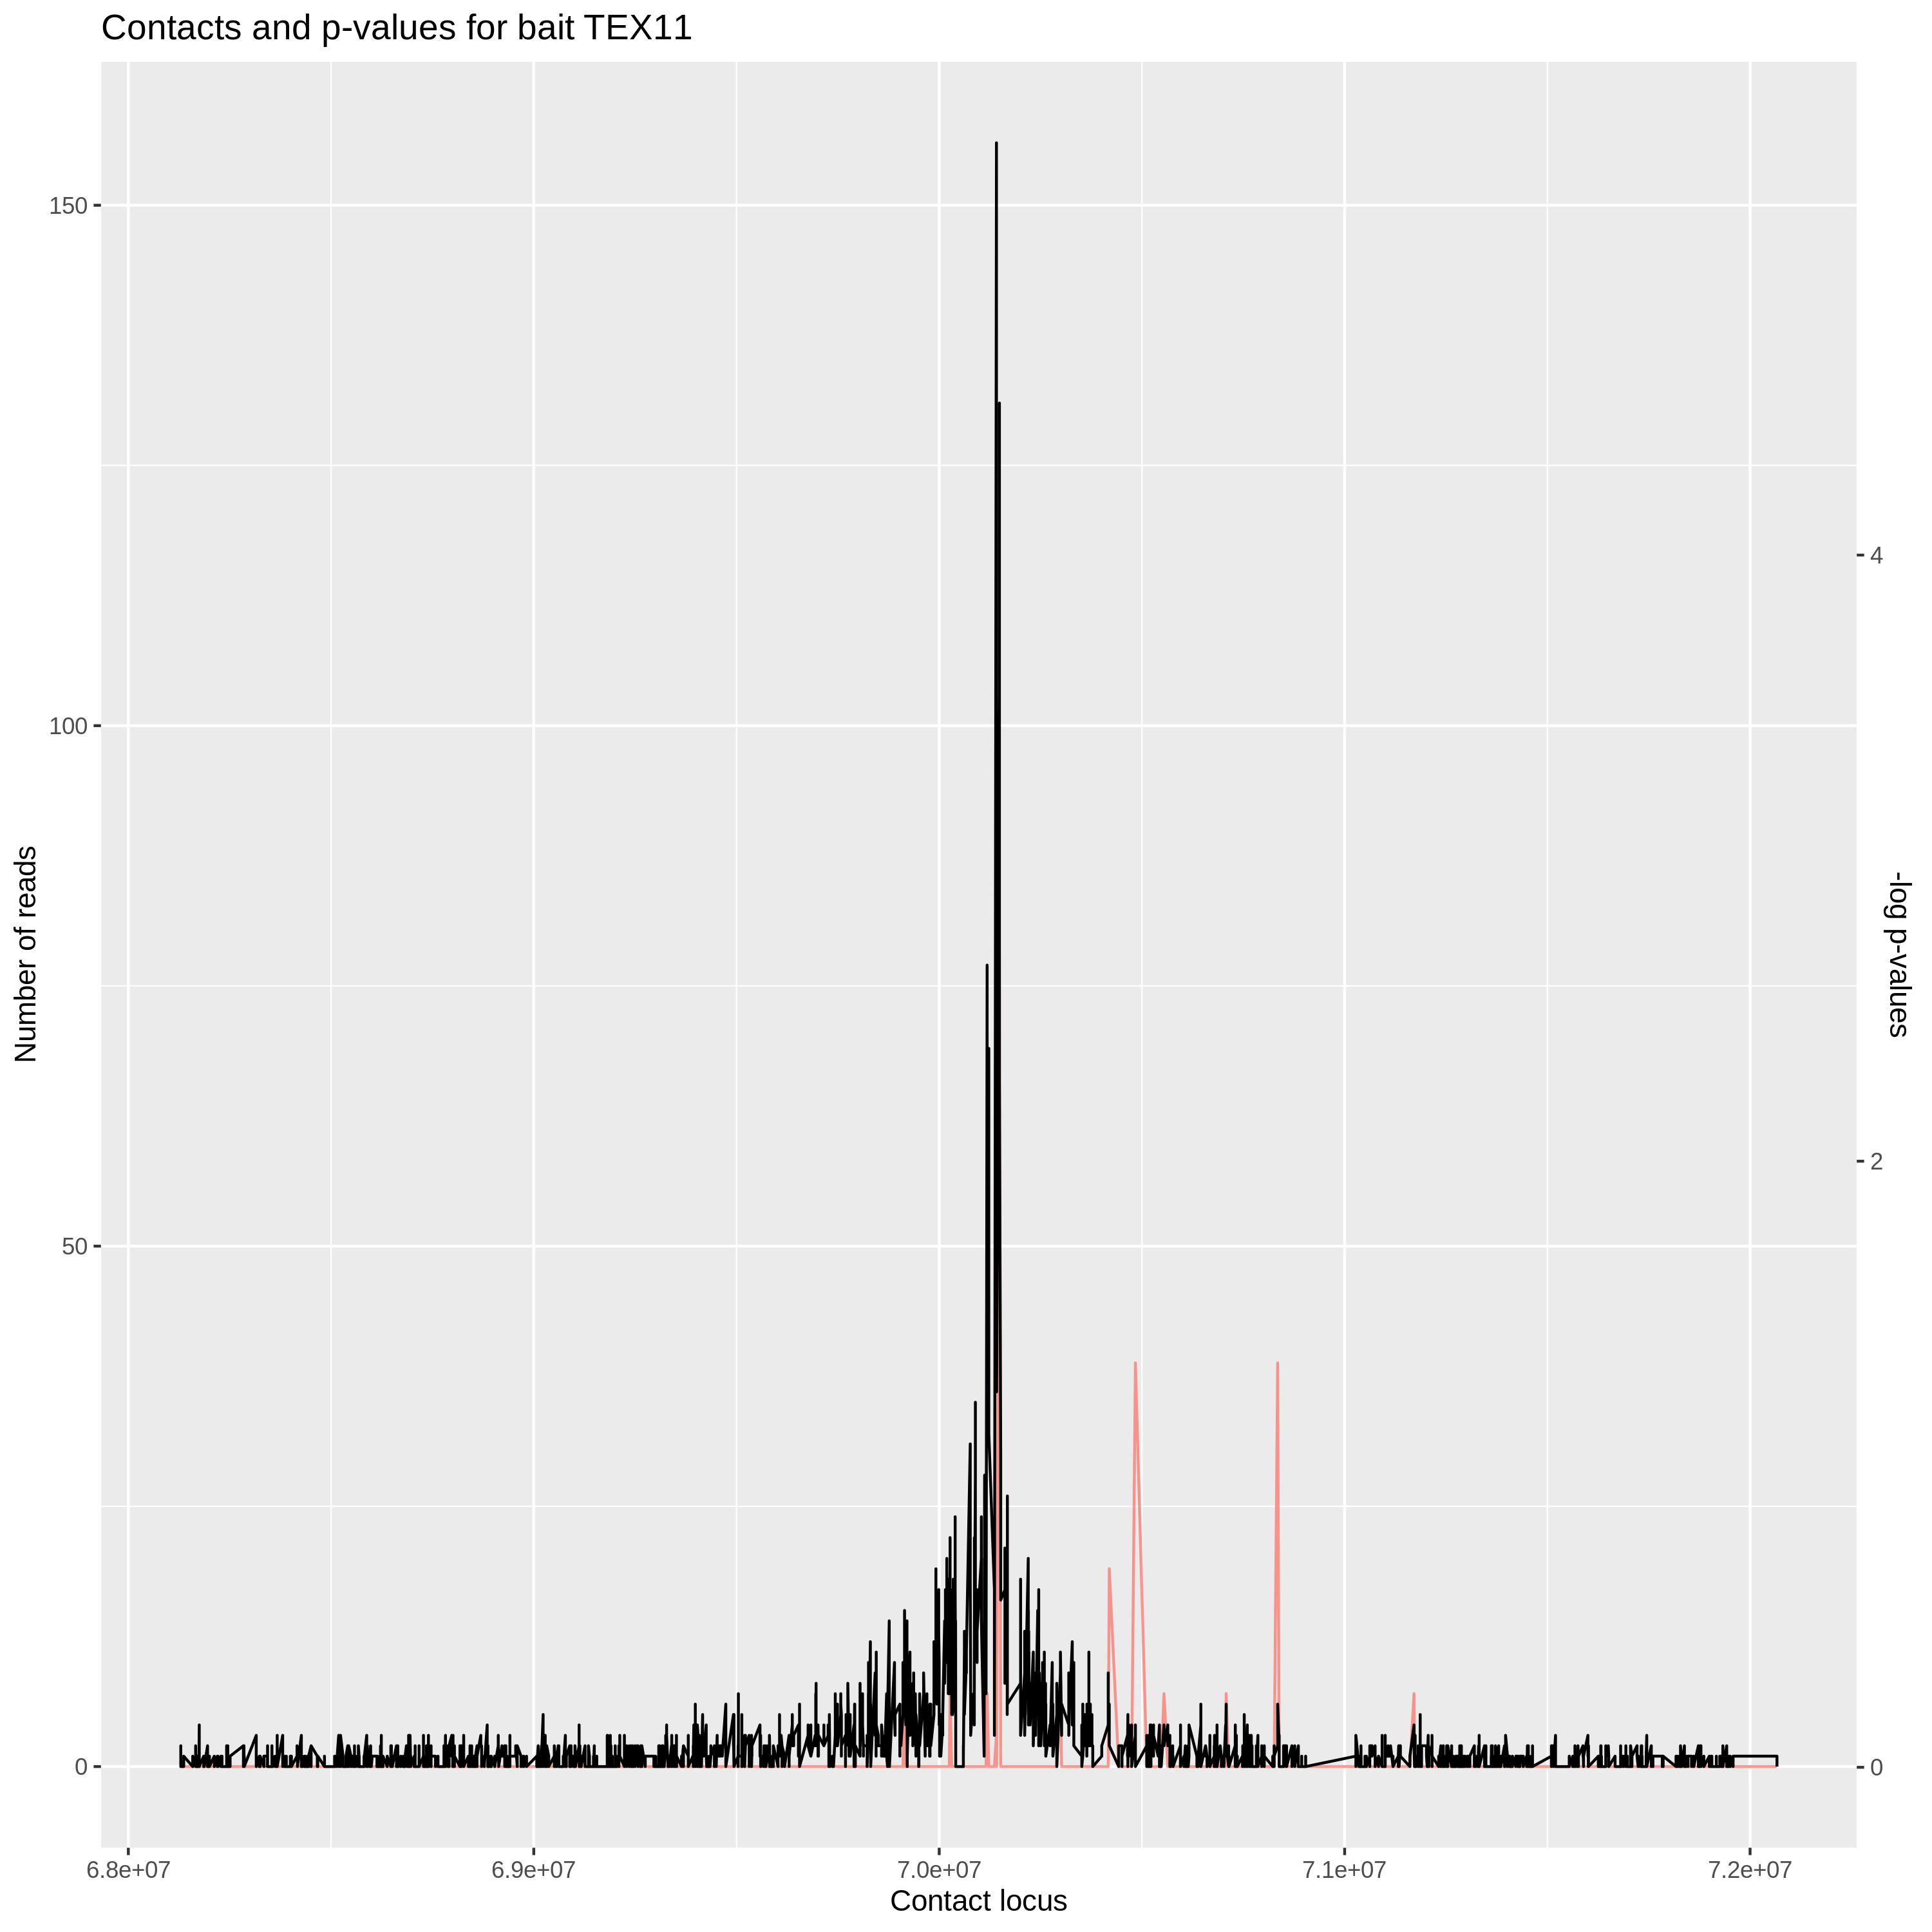 Contacts and p-values for bait TEX11
150
100
50
0
Number of reads
4
2
0
-log p-values
6.8e+07
6.9e+07
7.0e+07
7.1e+07
7.2e+07
Contact locus